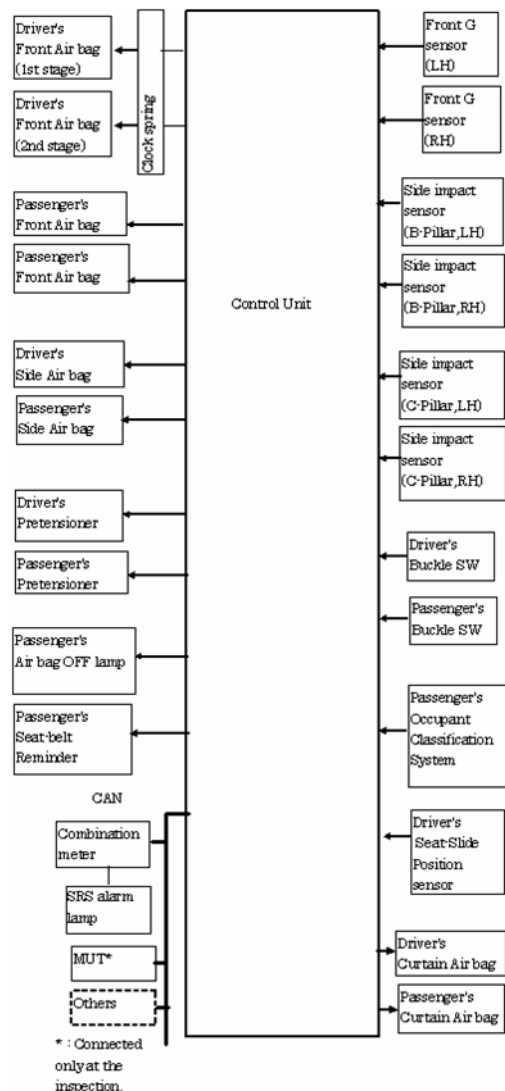 Driver's
Front Air bag
(1st stage)
Driver's
Front Air bag
(2nd stage)
Clock spring
Passenger's
Front Air bag
Passenger's
Front Air bag
Driver's
Side Air bag
Passenger's
Side Air bag
Driver's
Pretensioner
Passenger's
Pretensioner
Passenger's
Air bag OFF lamp
Passenger's
Seat-belt
Reminder
CAN
Combination
meter
SRS alarm
lamp
MUT*
Others
* : Connected
only at the
inspection.
Control Unit
Front G
sensor
(LH)
Front G
sensor
(RH)
Side impact
sensor
(B-Pillar,LH)
Side impact
sensor
(B-Pillar,RH)
Side impact
sensor
(C-Pillar,LH)
Side impact
sensor
(C-Pillar,RH)
Driver's
Buckle SW
Passenger's
Buckle SW
Passenger's
Occupant
Classification
System
Driver's
Seat-Slide
Position
sensor
Driver's
Curtain Air bag
Passenger's
Curtain Air bag